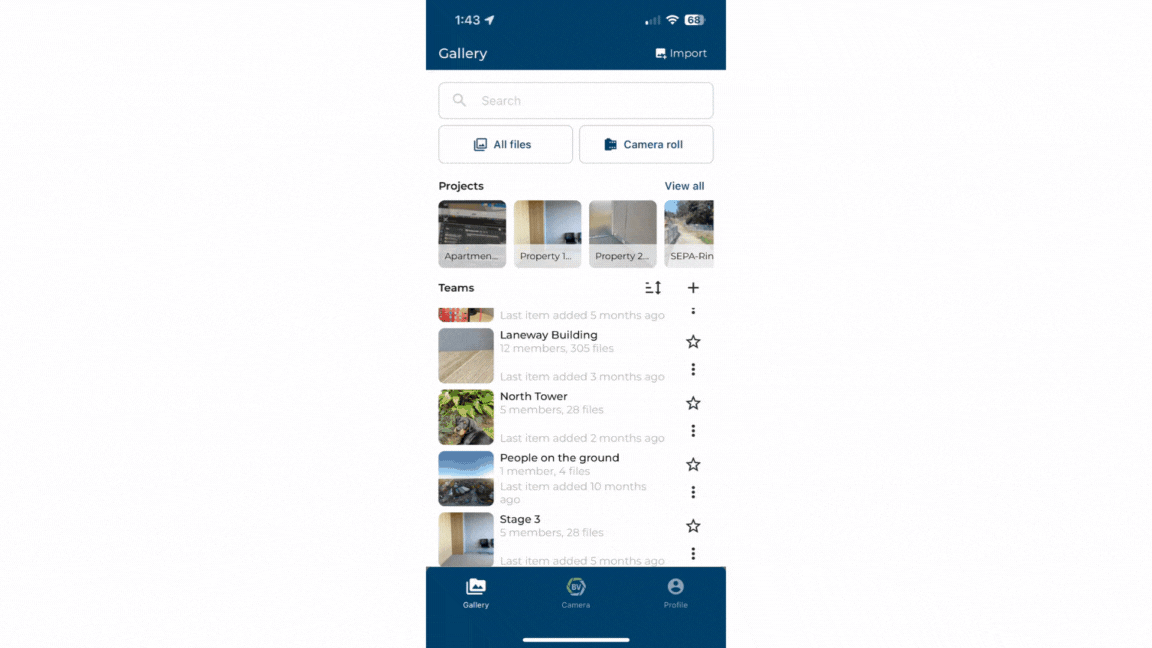 1:43
68
Gallery
Import
Search
All files
Camera roll
Projects
View all
Apartmen...
Property 1...
Property 2...
SEPA-Rin
Teams
Last item added 5 months ago
Laneway Building
12 members, 305 files
Last item added 3 months ago
North Tower
5 members, 28 files
Last item added 2 months ago
People on the ground
1 member, 4 files
Last item added 10 months
ago
Stage 3
5 members, 28 files
Last item added 5 months ago
BV
Gallery
Camera
Profile